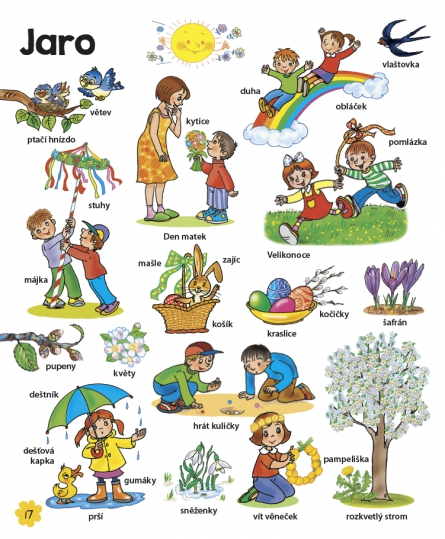 Jaro
vlaštovka
duha
obláček
větev
ptačí hnízdo
kytice
pomlázka
stuhy
Den matek
Velikonoce
mašle
zajíc
májka
košík
kočičky
kraslice
šafrán
pupeny
květy
deštník
hrát kuličky
dešťová
kapka
pampeliška
gumáky
prší
sněženky
vít věneček
rozkvetlý strom
17